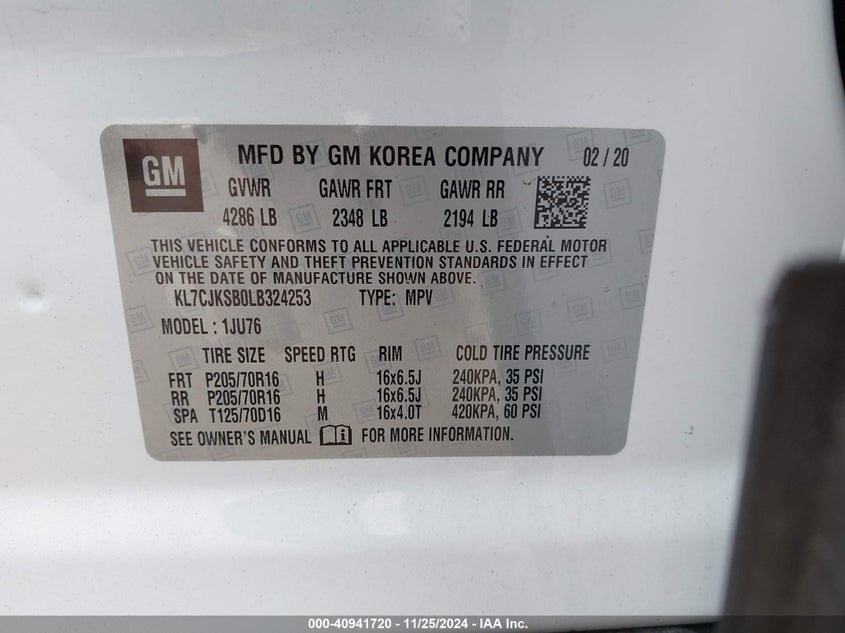 GM
MFD BY GM KOREA COMPANY 02 / 20
GVWR GAWR FRT GAWR RR
4286 LB 2348 LB 2194 LB
THIS VEHICLE CONFORMS TO ALL APPLICABLE U.S. FEDERAL MOTOR
VEHICLE SAFETY AND THEFT PREVENTION STANDARDS IN EFFECT
ON THE DATE OF MANUFACTURE SHOWN ABOVE.
KL7CJKSB0LB324253 TYPE: MPV
MODEL : 1JU76
TIRE SIZE SPEED RTG RIM COLD TIRE PRESSURE
FRT P205/70R16 H 16x6.5J 240KPA, 35 PSI
RR P205/70R16 H 16x6.5J 240KPA, 35 PSI
SPA T125/70D16 M 16x4.0T 420KPA, 60 PSI
SEE OWNER'S MANUAL FOR MORE INFORMATION.
000-40941720 - 11/25/2024 - IAA Inc.